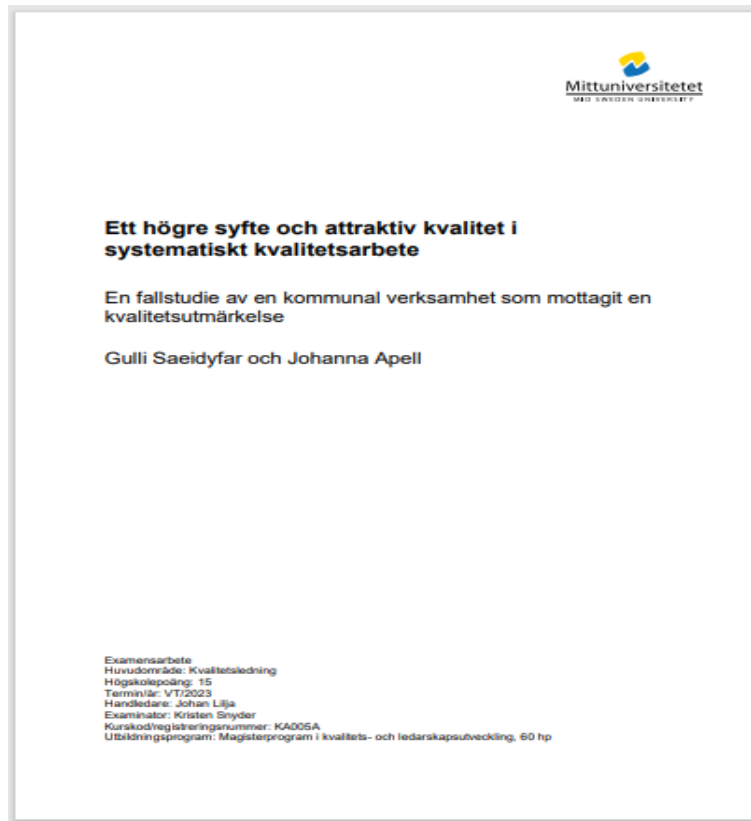 Mittuniversitetet
MID SWEDEN UNIVERSITY
Ett högre syfte och attraktiv kvalitet i
systematiskt kvalitetsarbete
En fallstudie av en kommunal verksamhet som mottagit en
kvalitetsutmärkelse
Gulli Saeidyfar och Johanna Apell
Examensarbete
Huvudområde: Kvalitetsledning
Högskolepoäng: 15
Termin/år: VT/2023
Handledare: Johan Lilja
Examinator: Kristen Snyder
Kurskod/registreringsnummer: KA005A
Utbildningsprogram: Magisterprogram i kvalitets- och ledarskapsutveckling, 60 hp